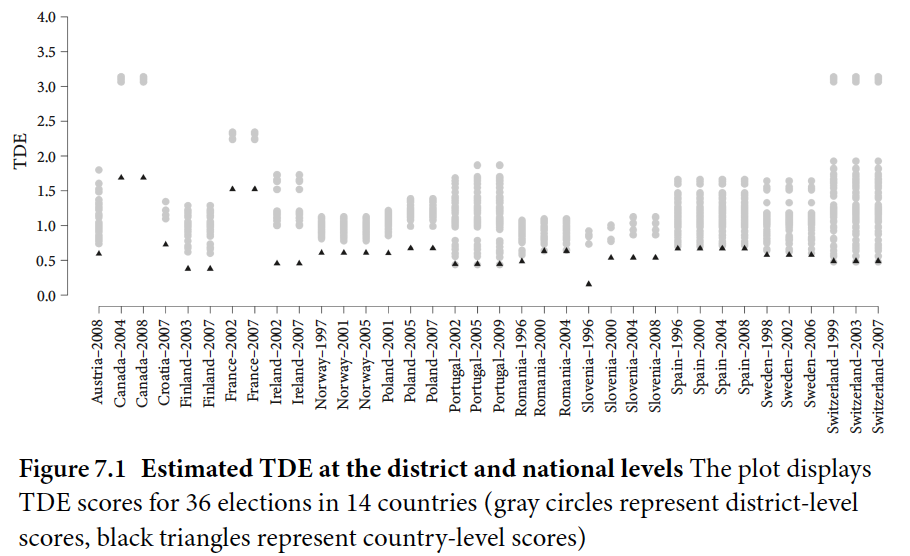 4.0
3.5
3.0
2.5
2.0
1.5
1.0
0.5
0.0
TDE
Austria–2008
Canada–2004
Canada–2008
Croatia–2007
Finland–2003
Finland–2007
France–2002
France–2007
Ireland–2002
Ireland–2007
Norway–1997
Norway–2001
Norway–2005
Poland–2001
Poland–2005
Poland–2007
Portugal–2002
Portugal–2005
Portugal–2009
Romania–1996
Romania–2000
Romania–2004
Slovenia–1996
Slovenia–2000
Slovenia–2004
Slovenia–2008
Spain–1996
Spain–2000
Spain–2004
Spain–2008
Sweden–1998
Sweden–2002
Sweden–2006
Switzerland–1999
Switzerland–2003
Switzerland–2007
Figure 7.1 Estimated TDE at the district and national levels The plot displays
TDE scores for 36 elections in 14 countries (gray circles represent district-level
scores, black triangles represent country-level scores)